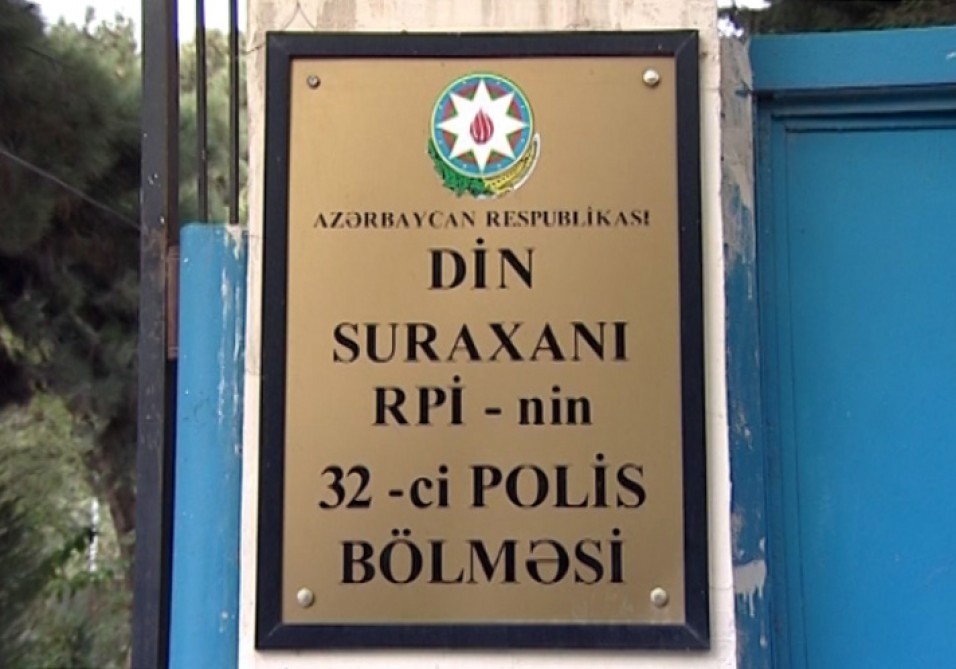 AZƏRBAYCAN RESPUBLİKASI
DİN
SURAXANI
RPİ - nin
32 -ci POLİS
BÖLMƏSİ